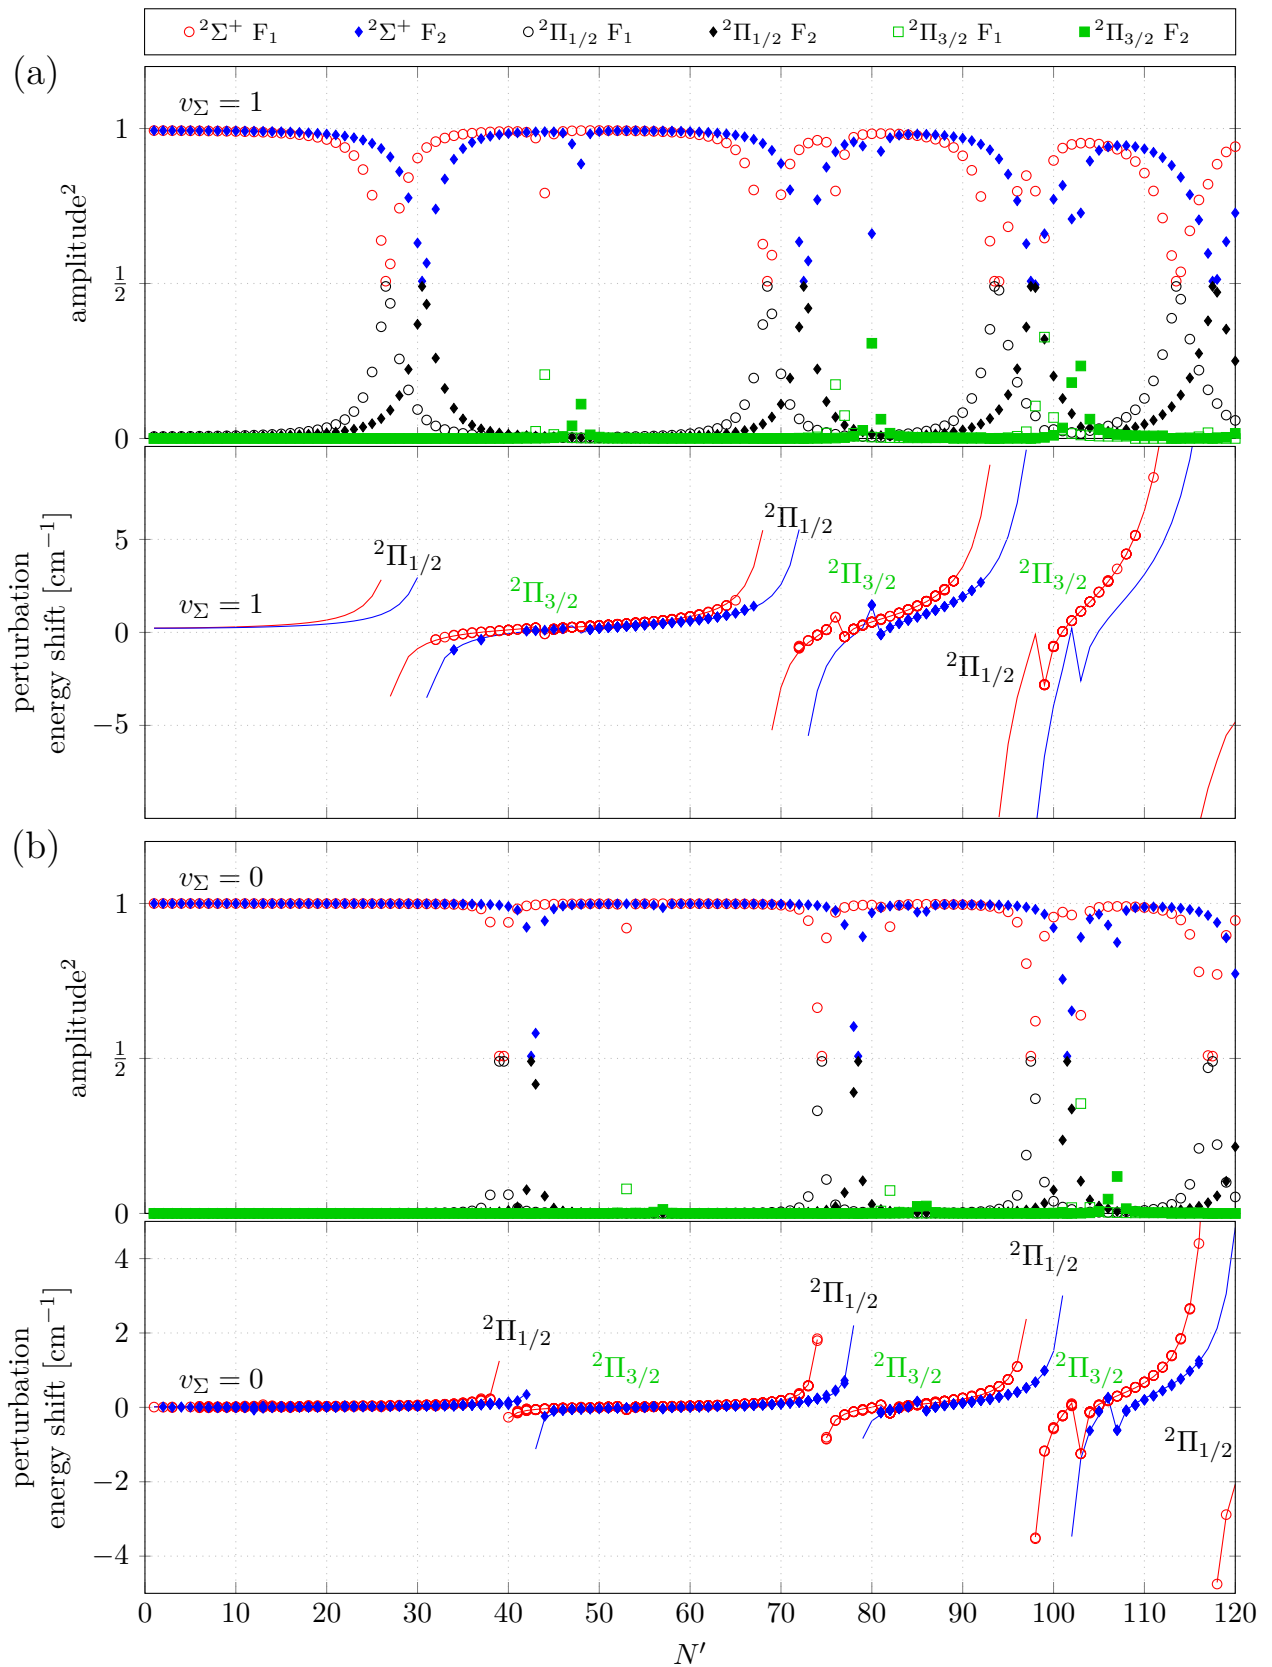 ²Σ⁺ F₁ ²Σ⁺ F₂ ²Π₁/₂ F₁ ²Π₁/₂ F₂ ²Π₃/₂ F₁ ²Π₃/₂ F₂
(a)
v_Σ = 1
1
1/2
0
amplitude²
5
0
−5
perturbation
energy shift [cm⁻¹]
²Π₁/₂
²Π₁/₂
v_Σ = 1
²Π₃/₂
²Π₃/₂
²Π₃/₂
²Π₁/₂
(b)
v_Σ = 0
1
1/2
0
amplitude²
4
2
0
−2
−4
perturbation
energy shift [cm⁻¹]
²Π₁/₂
²Π₁/₂
²Π₁/₂
v_Σ = 0
²Π₃/₂
²Π₃/₂
²Π₃/₂
²Π₁/₂
0 10 20 30 40 50 60 70 80 90 100 110 120
N′